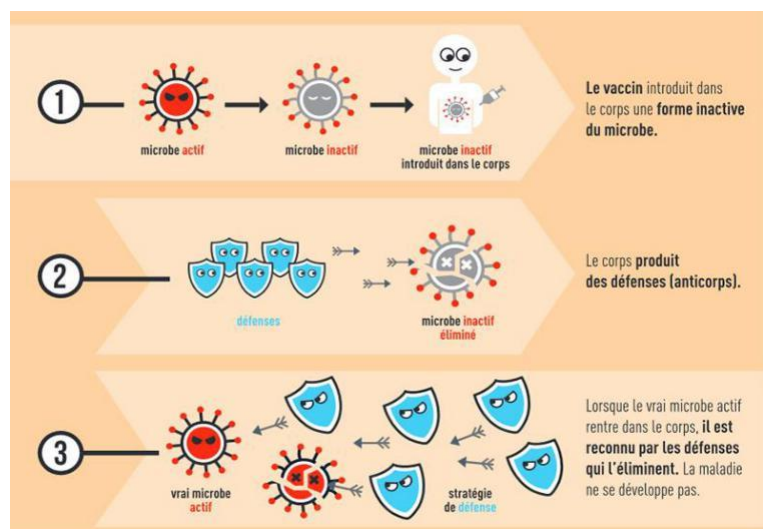 1
microbe actif
microbe inactif
microbe inactif
introduit dans le corps
Le vaccin introduit dans
le corps une forme inactive
du microbe.
2
défenses
microbe inactif
éliminé
Le corps produit
des défenses (anticorps).
3
vrai microbe
actif
stratégie
de défense
Lorsque le vrai microbe actif
rentre dans le corps, il est
reconnu par les défenses
qui l'éliminent. La maladie
ne se développe pas.